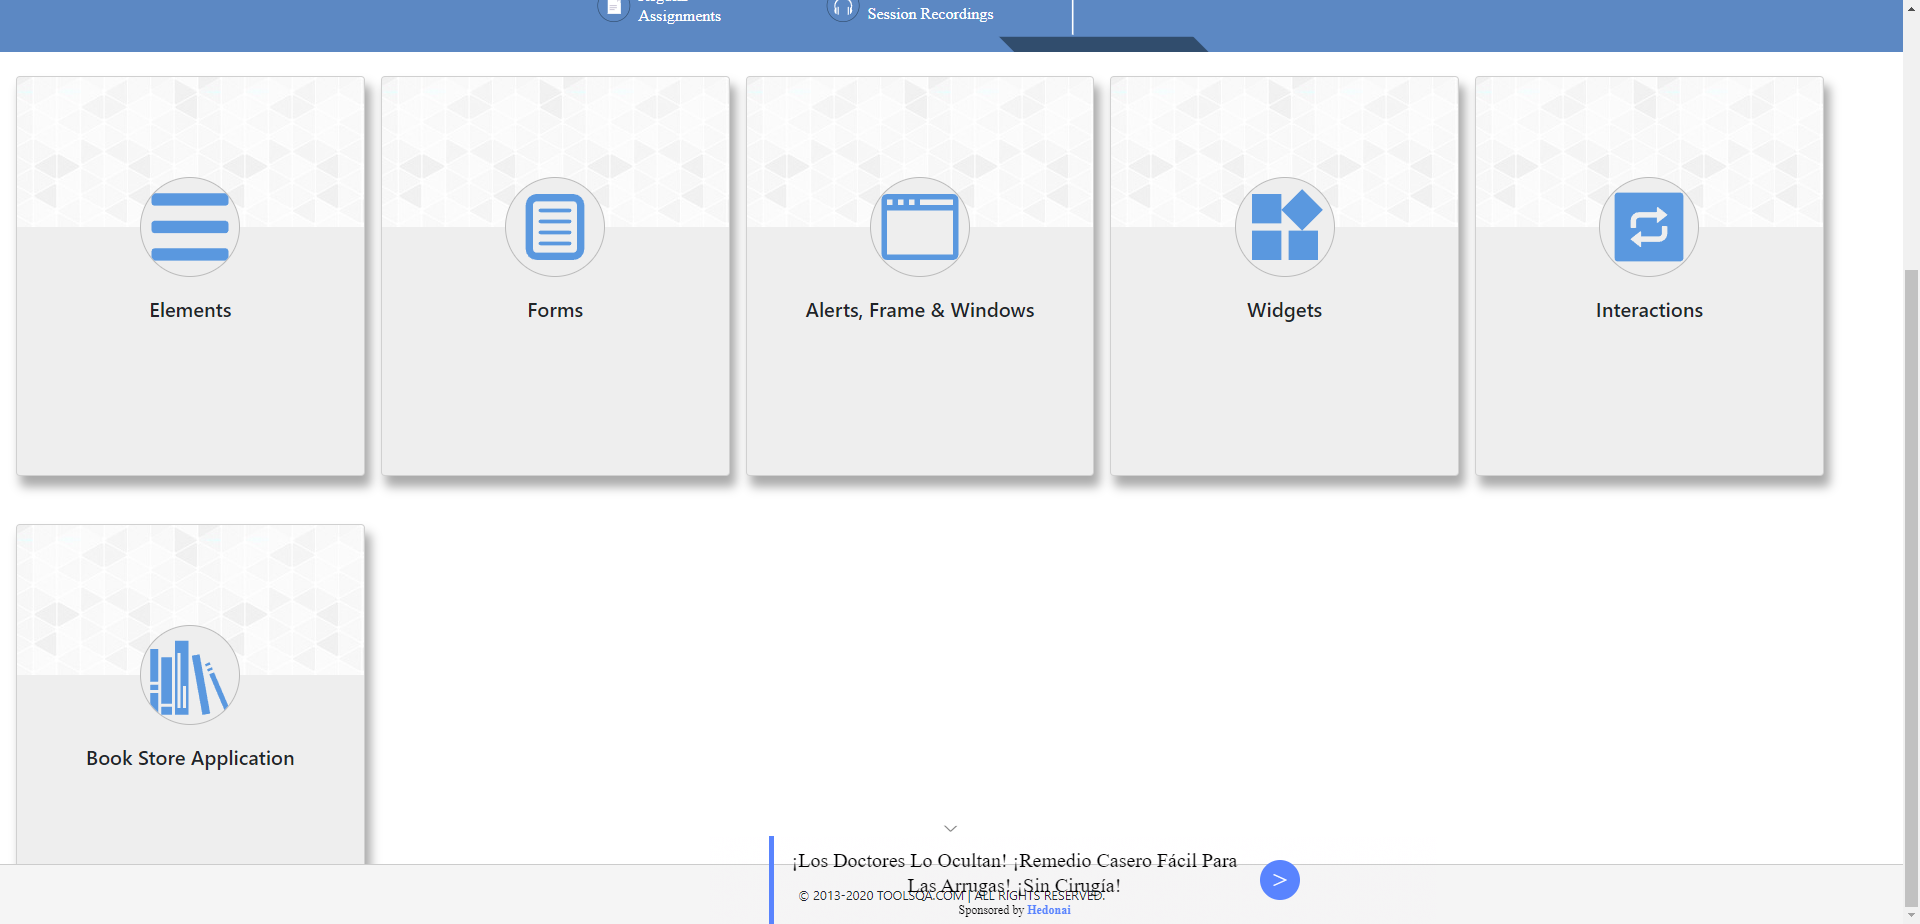 Assignments
Session Recordings
Elements
Forms
Alerts, Frame & Windows
Widgets
Interactions
Book Store Application
¡Los Doctores Lo Ocultan! ¡Remedio Casero Fácil Para
Las Arrugas! ¡Sin Cirugía!
>
© 2013-2020 TOOLSQA.COM | ALL RIGHTS RESERVED.
Sponsored by Hedonai